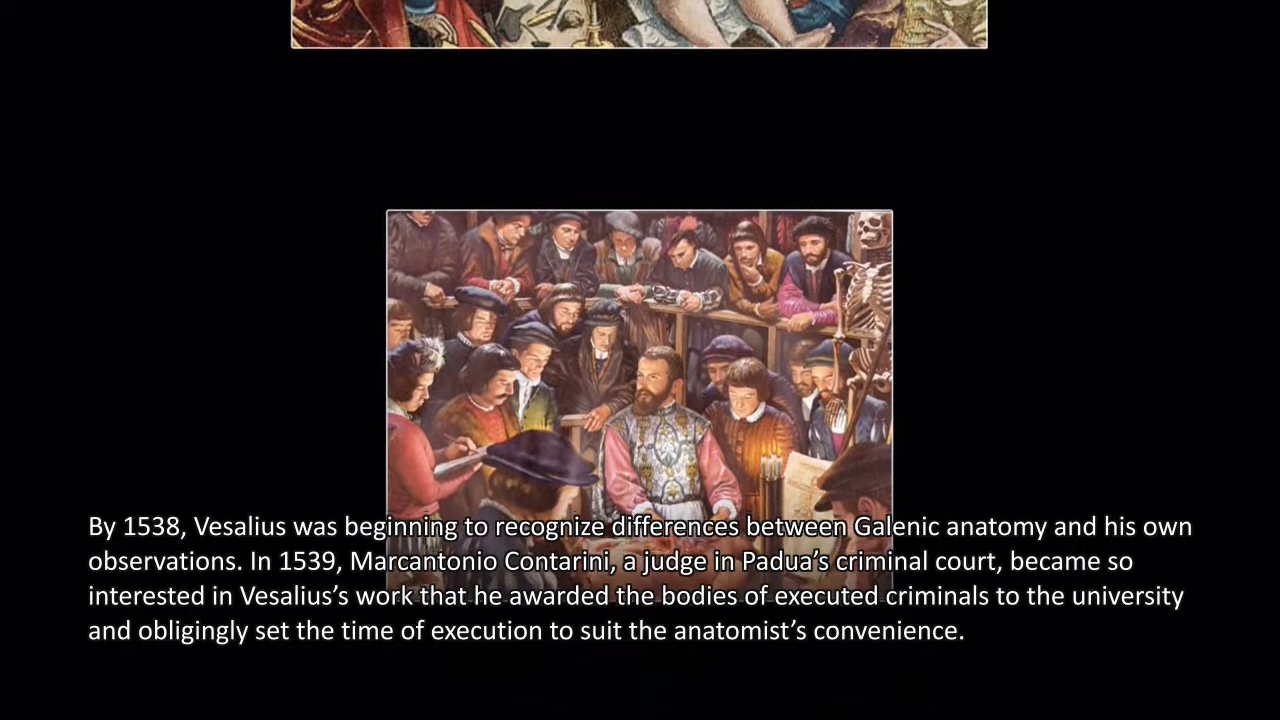 By 1538, Vesalius was beginning to recognize differences between Galenic anatomy and his own
observations. In 1539, Marcantonio Contarini, a judge in Padua’s criminal court, became so
interested in Vesalius’s work that he awarded the bodies of executed criminals to the university
and obligingly set the time of execution to suit the anatomist’s convenience.